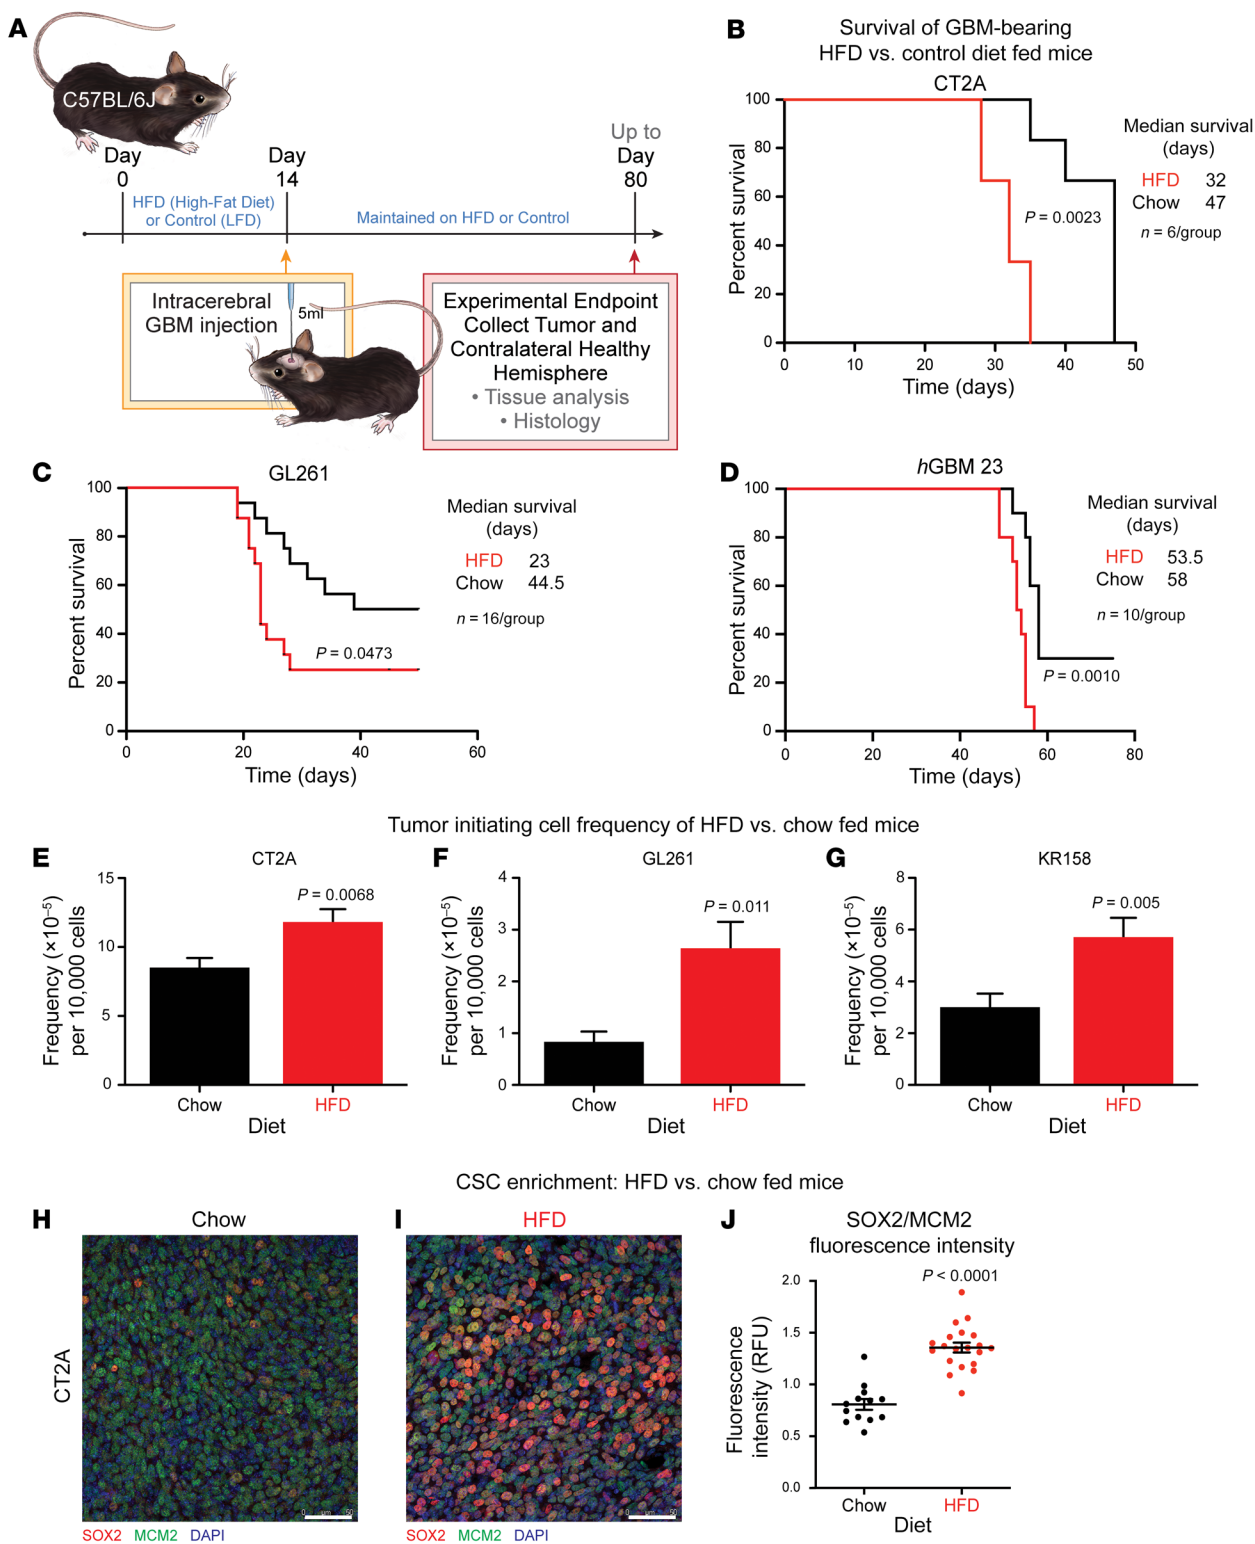 A
C57BL/6J
Day
0
Day
14
Up to
Day
80
HFD (High-Fat Diet)
or Control (LFD)
Maintained on HFD or Control
Intracerebral
GBM injection
5ml
Experimental Endpoint
Collect Tumor and
Contralateral Healthy
Hemisphere
• Tissue analysis
• Histology
B
Survival of GBM-bearing
HFD vs. control diet fed mice
CT2A
Percent survival
100
80
60
40
20
0
0 10 20 30 40 50
Time (days)
P = 0.0023
Median survival
(days)
HFD 32
Chow 47
n = 6/group
C
GL261
Percent survival
100
80
60
40
20
0
0 20 40 60
Time (days)
P = 0.0473
Median survival
(days)
HFD 23
Chow 44.5
n = 16/group
D
hGBM 23
Percent survival
100
80
60
40
20
0
0 20 40 60 80
Time (days)
P = 0.0010
Median survival
(days)
HFD 53.5
Chow 58
n = 10/group
Tumor initiating cell frequency of HFD vs. chow fed mice
E
CT2A
Frequency (×10⁻⁵)
per 10,000 cells
15
10
5
0
P = 0.0068
Chow HFD
Diet
F
GL261
Frequency (×10⁻⁵)
per 10,000 cells
4
3
2
1
0
P = 0.011
Chow HFD
Diet
G
KR158
Frequency (×10⁻⁵)
per 10,000 cells
8
6
4
2
0
P = 0.005
Chow HFD
Diet
CSC enrichment: HFD vs. chow fed mice
H
Chow
CT2A
0 µm 50
SOX2 MCM2 DAPI
I
HFD
0 µm 50
SOX2 MCM2 DAPI
J
SOX2/MCM2
fluorescence intensity
P < 0.0001
Fluorescence
intensity (RFU)
2.0
1.5
1.0
0.5
0.0
Chow HFD
Diet